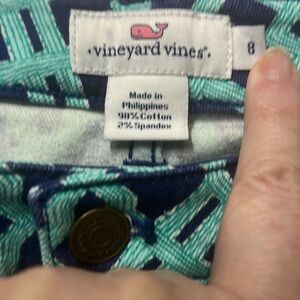 vineyard vines®.
8
Made in
Philippines
98% Cotton
2% Spandex